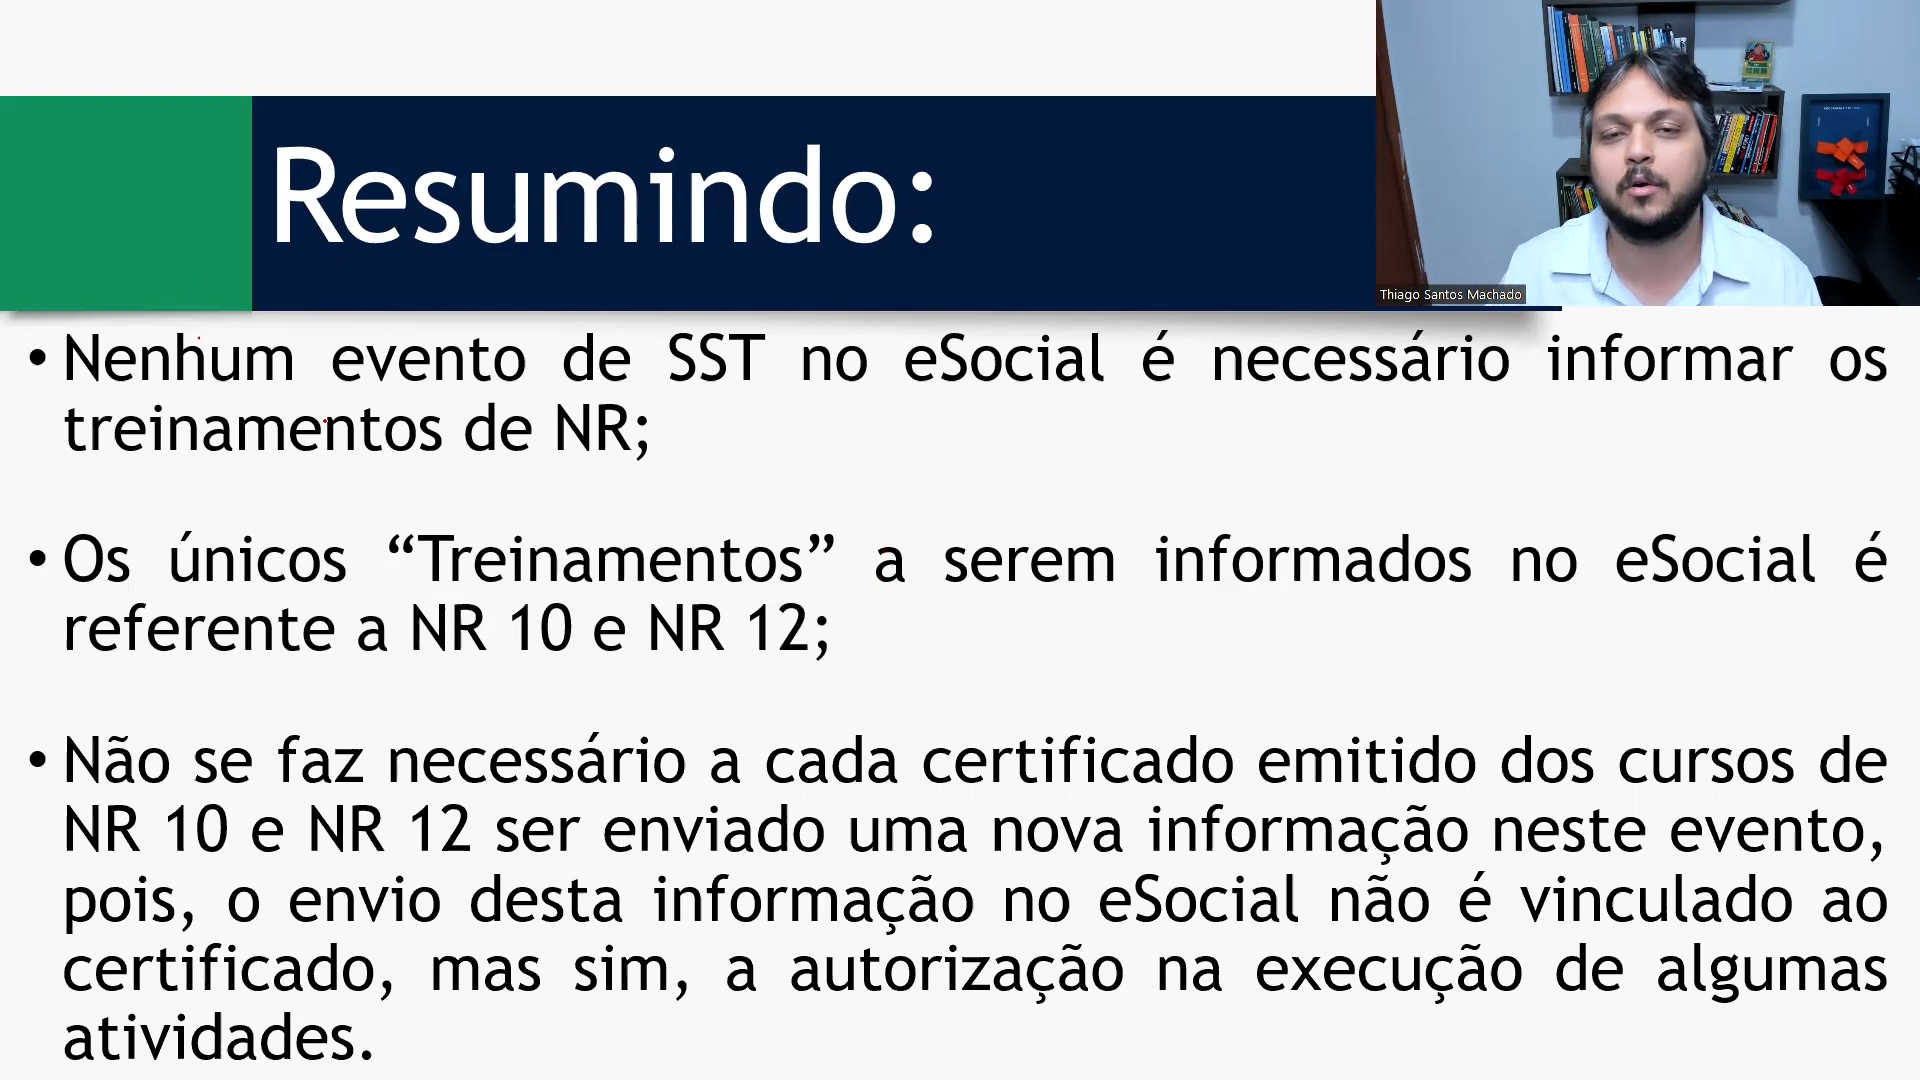 Resumindo:
Thiago Santos Machado
• Nenhum evento de SST no eSocial é necessário informar os
treinamentos de NR;
• Os únicos “Treinamentos” a serem informados no eSocial é
referente a NR 10 e NR 12;
• Não se faz necessário a cada certificado emitido dos cursos de
NR 10 e NR 12 ser enviado uma nova informação neste evento,
pois, o envio desta informação no eSocial não é vinculado ao
certificado, mas sim, a autorização na execução de algumas
atividades.